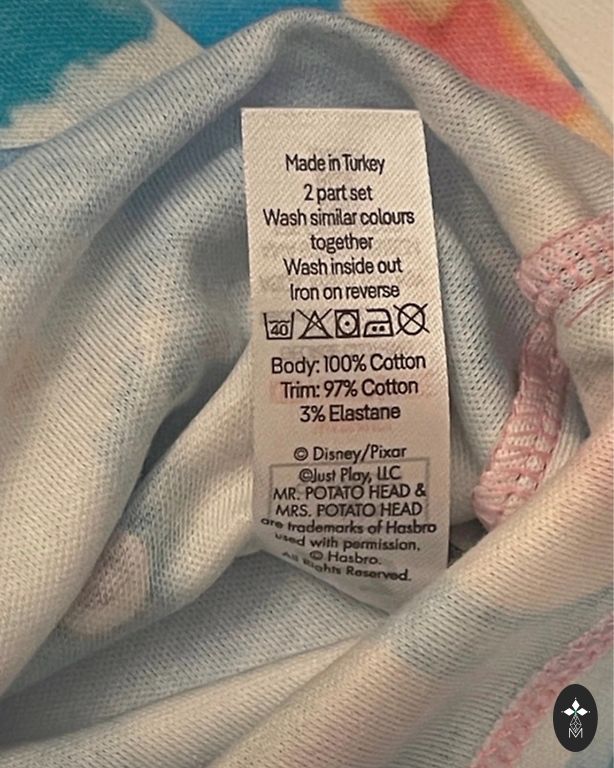 Made in Turkey
2 part set
Wash similar colours
together
Wash inside out
Iron on reverse
40
Body: 100% Cotton
Trim: 97% Cotton
3% Elastane
© Disney/Pixar
©Just Play, LLC
MR. POTATO HEAD &
MRS. POTATO HEAD
are trademarks of Hasbro
used with permission.
© Hasbro.
All Rights Reserved.
M